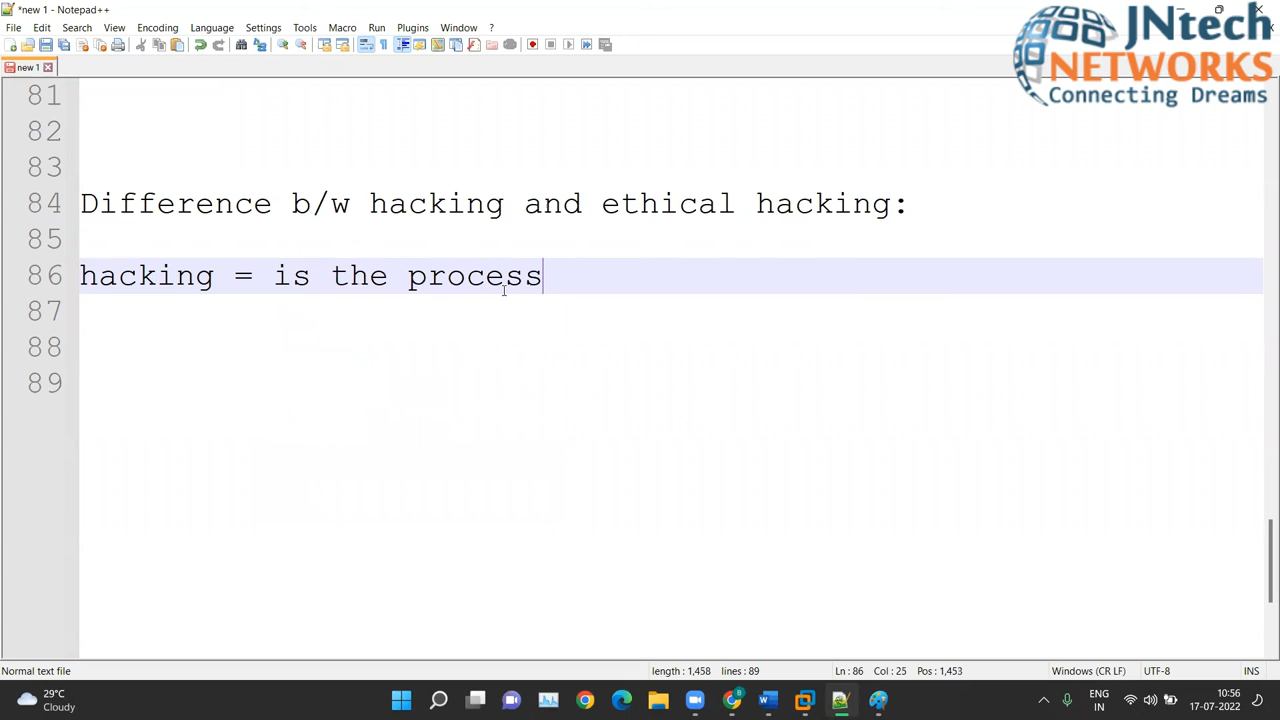 *new 1 - Notepad++
JNtech
NETWORKS
Connecting Dreams
File Edit Search View Encoding Language Settings Tools Macro Run Plugins Window ?
new 1
81
82
83
84 Difference b/w hacking and ethical hacking:
85
86 hacking = is the process
87
88
89
Normal text file length : 1,458 lines : 89 Ln : 86 Col : 25 Pos : 1,453 Windows (CR LF) UTF-8 INS
29°C
Cloudy
8
W
ENG
IN
10:56
17-07-2022